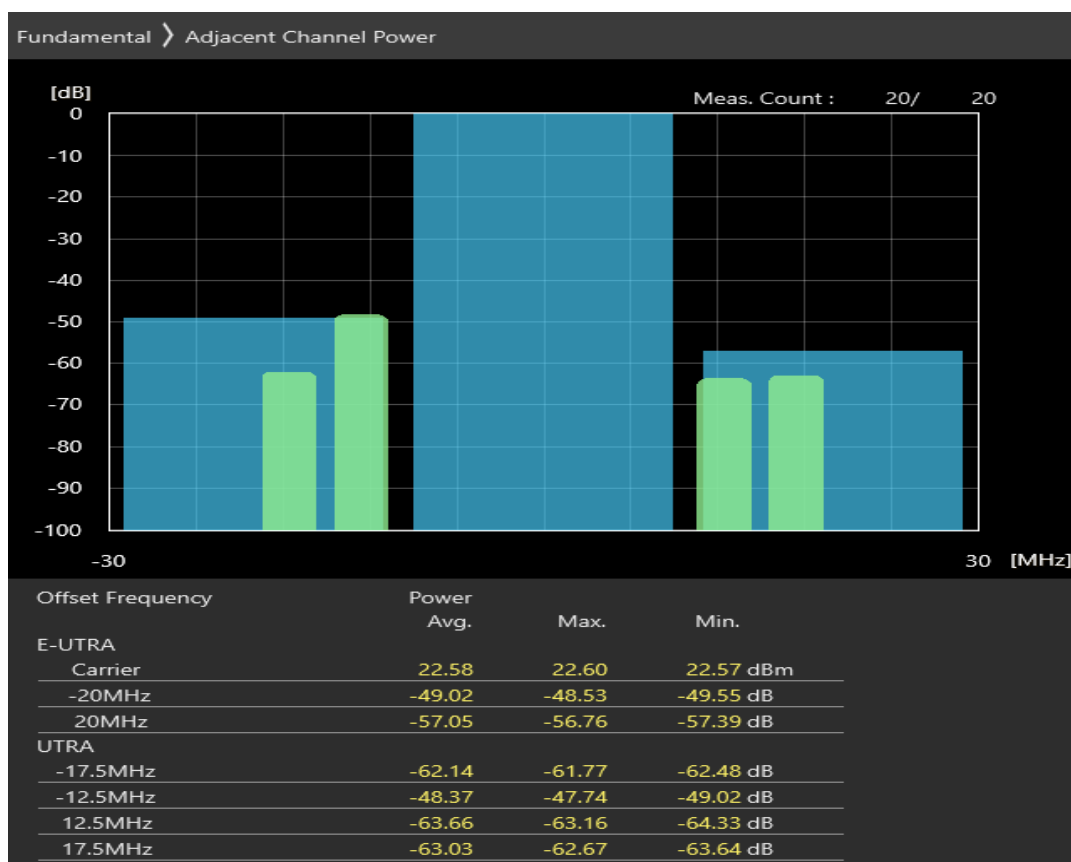 Fundamental ❯ Adjacent Channel Power
[dB]
Meas. Count : 20/ 20
0
-10
-20
-30
-40
-50
-60
-70
-80
-90
-100
-30 30 [MHz]
Offset Frequency Power
Avg. Max. Min.
E-UTRA
Carrier 22.58 22.60 22.57 dBm
-20MHz -49.02 -48.53 -49.55 dB
20MHz -57.05 -56.76 -57.39 dB
UTRA
-17.5MHz -62.14 -61.77 -62.48 dB
-12.5MHz -48.37 -47.74 -49.02 dB
12.5MHz -63.66 -63.16 -64.33 dB
17.5MHz -63.03 -62.67 -63.64 dB